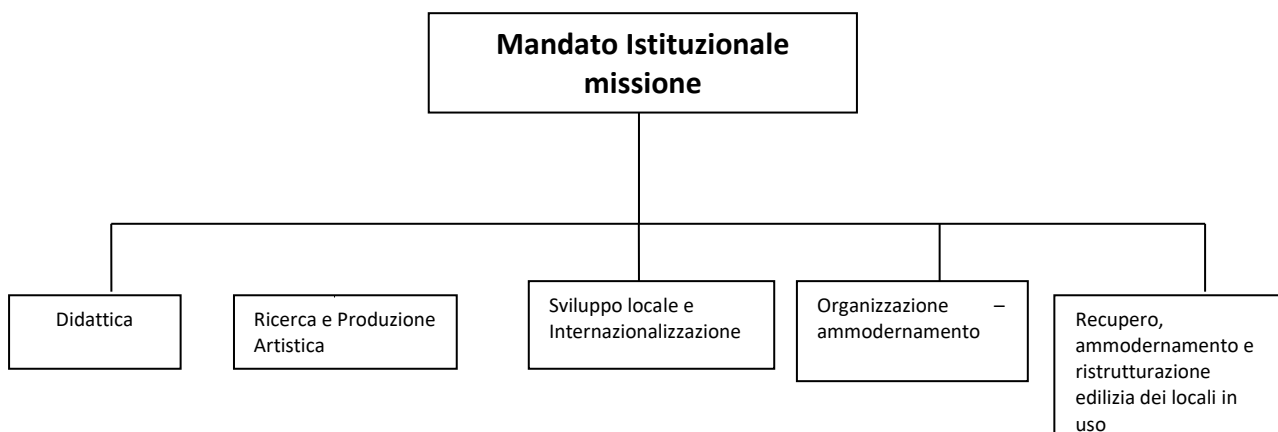 Mandato Istituzionale
missione
Didattica
Ricerca e Produzione
Artistica
Sviluppo locale e
Internazionalizzazione
Organizzazione –
ammodernamento
Recupero,
ammodernamento e
ristrutturazione
edilizia dei locali in
uso